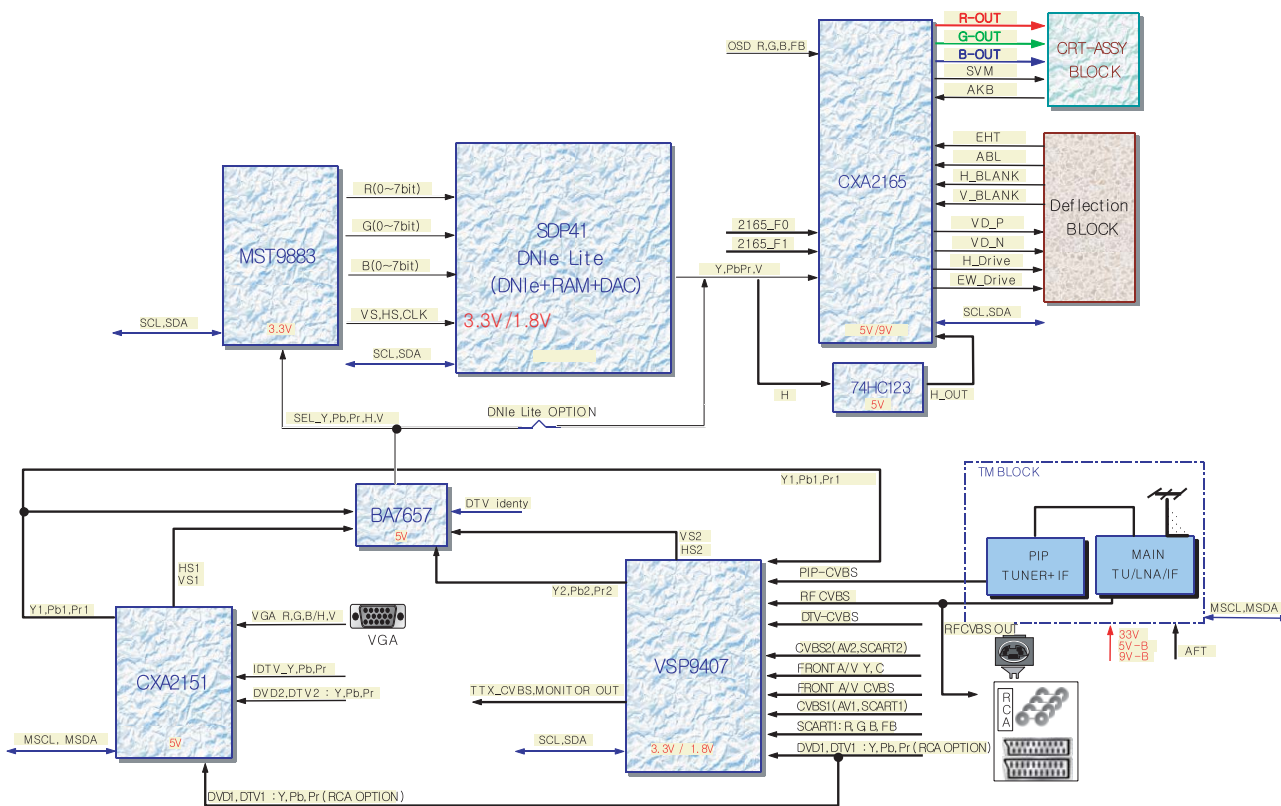 R-OUT
G-OUT
B-OUT
SVM
AKB
CRT-ASSY
BLOCK
OSD R,G,B,FB
CXA2165
5V/9V
EHT
ABL
H_BLANK
V_BLANK
VD_P
VD_N
H_Drive
EW_Drive
SCL,SDA
Deflection
BLOCK
2165_F0
2165_F1
Y,PbPr,V
MST9883
3.3V
SCL,SDA
R(0~7bit)
G(0~7bit)
B(0~7bit)
VS,HS,CLK
SCL,SDA
SDP41
DNIe Lite
(DNIe+RAM+DAC)
3.3V/1.8V
H
74HC123
5V
H_OUT
SEL_Y,Pb,Pr,H,V
DNIe Lite OPTION
Y1,Pb1,Pr1
BA7657
5V
DTV identy
HS1
VS1
VS2
HS2
Y2,Pb2,Pr2
Y1,Pb1,Pr1
CXA2151
5V
VGA R,G,B/H,V
VGA
IDTV_Y,Pb,Pr
DVD2,DTV2 : Y,Pb,Pr
MSCL, MSDA
DVD1,DTV1 : Y,Pb,Pr(RCA OPTION)
TTX_CVBS,MONITOR OUT
SCL,SDA
VSP9407
3.3V / 1.8V
PIP-CVBS
RF CVBS
DTV-CVBS
CVBS2(AV2,SCART2)
FRONT A/V Y, C
FRONT A/V CVBS
CVBS1(AV1,SCART1)
SCART1: R, G B, FB
DVD1,DTV1 : Y,Pb,Pr(RCA OPTION)
TM BLOCK
PIP
TUNER+IF
MAIN
TU/LNA/IF
MSCL,MSDA
RFCVBS OUT
33V
5V-B
9V-B
AFT
RCA